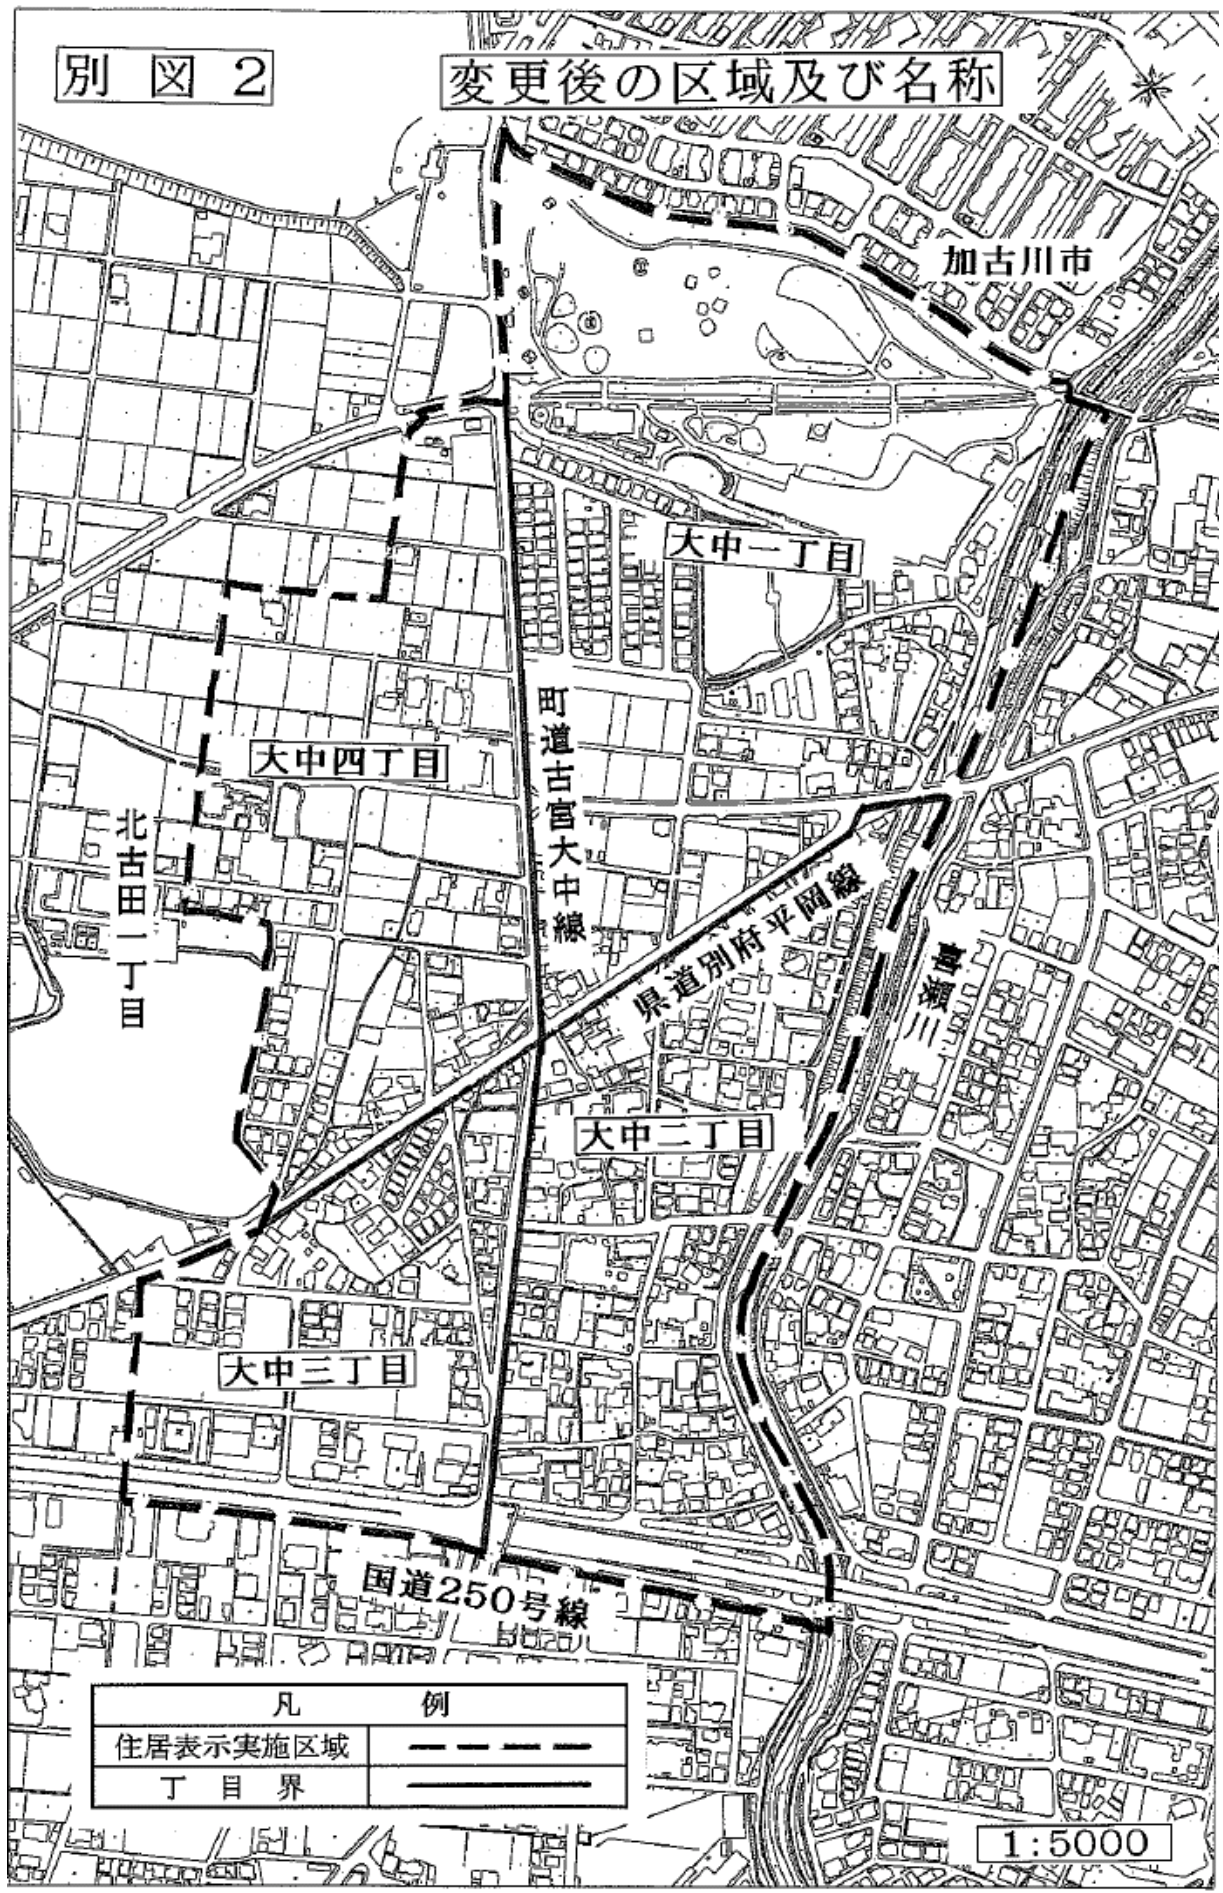 別 図 2
変更後の区域及び名称
加古川市
大中一丁目
町道古宮大中線
大中四丁目
北古田一丁目
県道別府平岡線
大中二丁目
大中三丁目
国道250号線
凡 例
住居表示実施区域
丁 目 界
1:5000